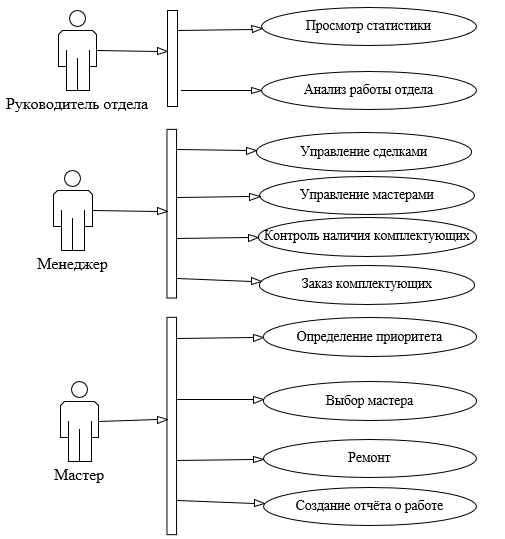 Просмотр статистики
Руководитель отдела
Анализ работы отдела
Управление сделками
Управление мастерами
Контроль наличия комплектующих
Менеджер
Заказ комплектующих
Определение приоритета
Выбор мастера
Ремонт
Мастер
Создание отчёта о работе